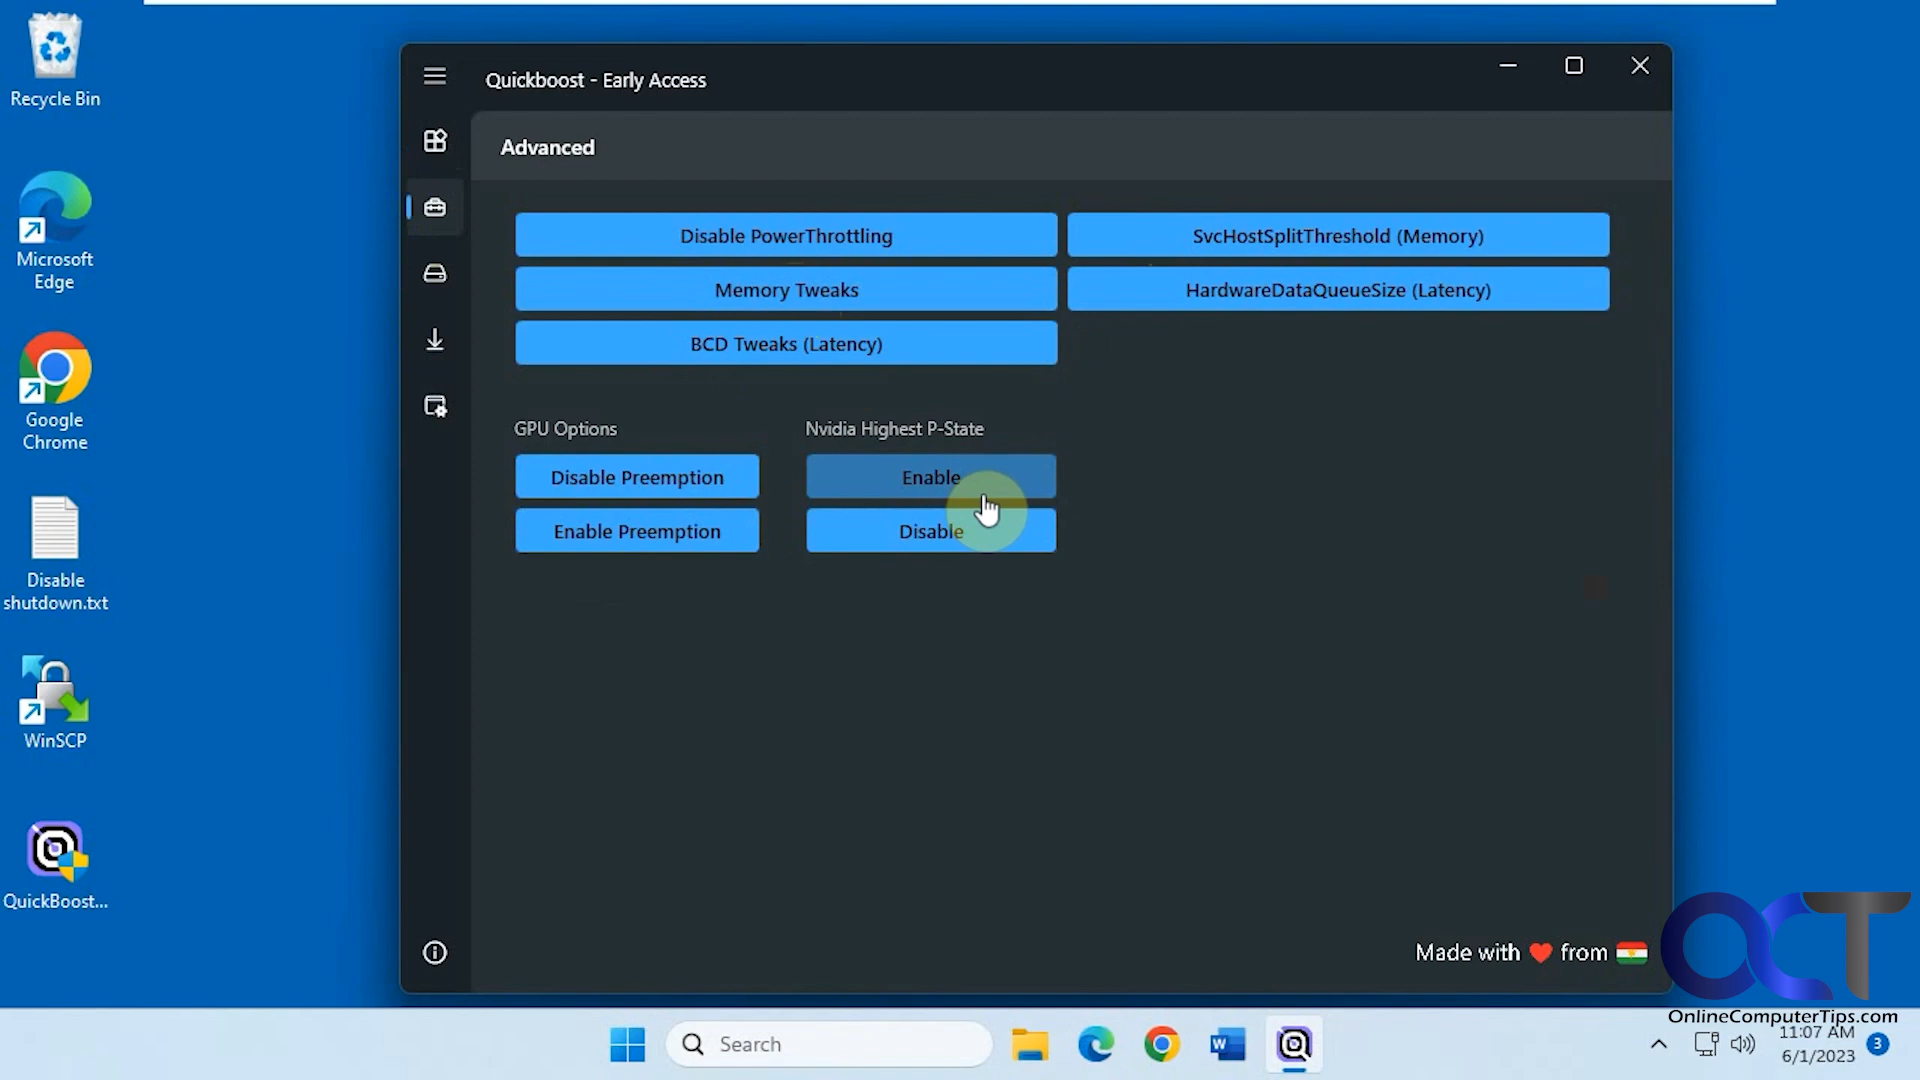 Recycle Bin
Microsoft
Edge
Google
Chrome
Disable
shutdown.txt
WinSCP
QuickBoost...
Quickboost - Early Access
Advanced
Disable PowerThrottling
SvcHostSplitThreshold (Memory)
Memory Tweaks
HardwareDataQueueSize (Latency)
BCD Tweaks (Latency)
GPU Options
Nvidia Highest P-State
Disable Preemption
Enable
Enable Preemption
Disable
Made with ❤️ from
OCT
OnlineComputerTips.com
Search
W
11:07 AM
6/1/2023
3